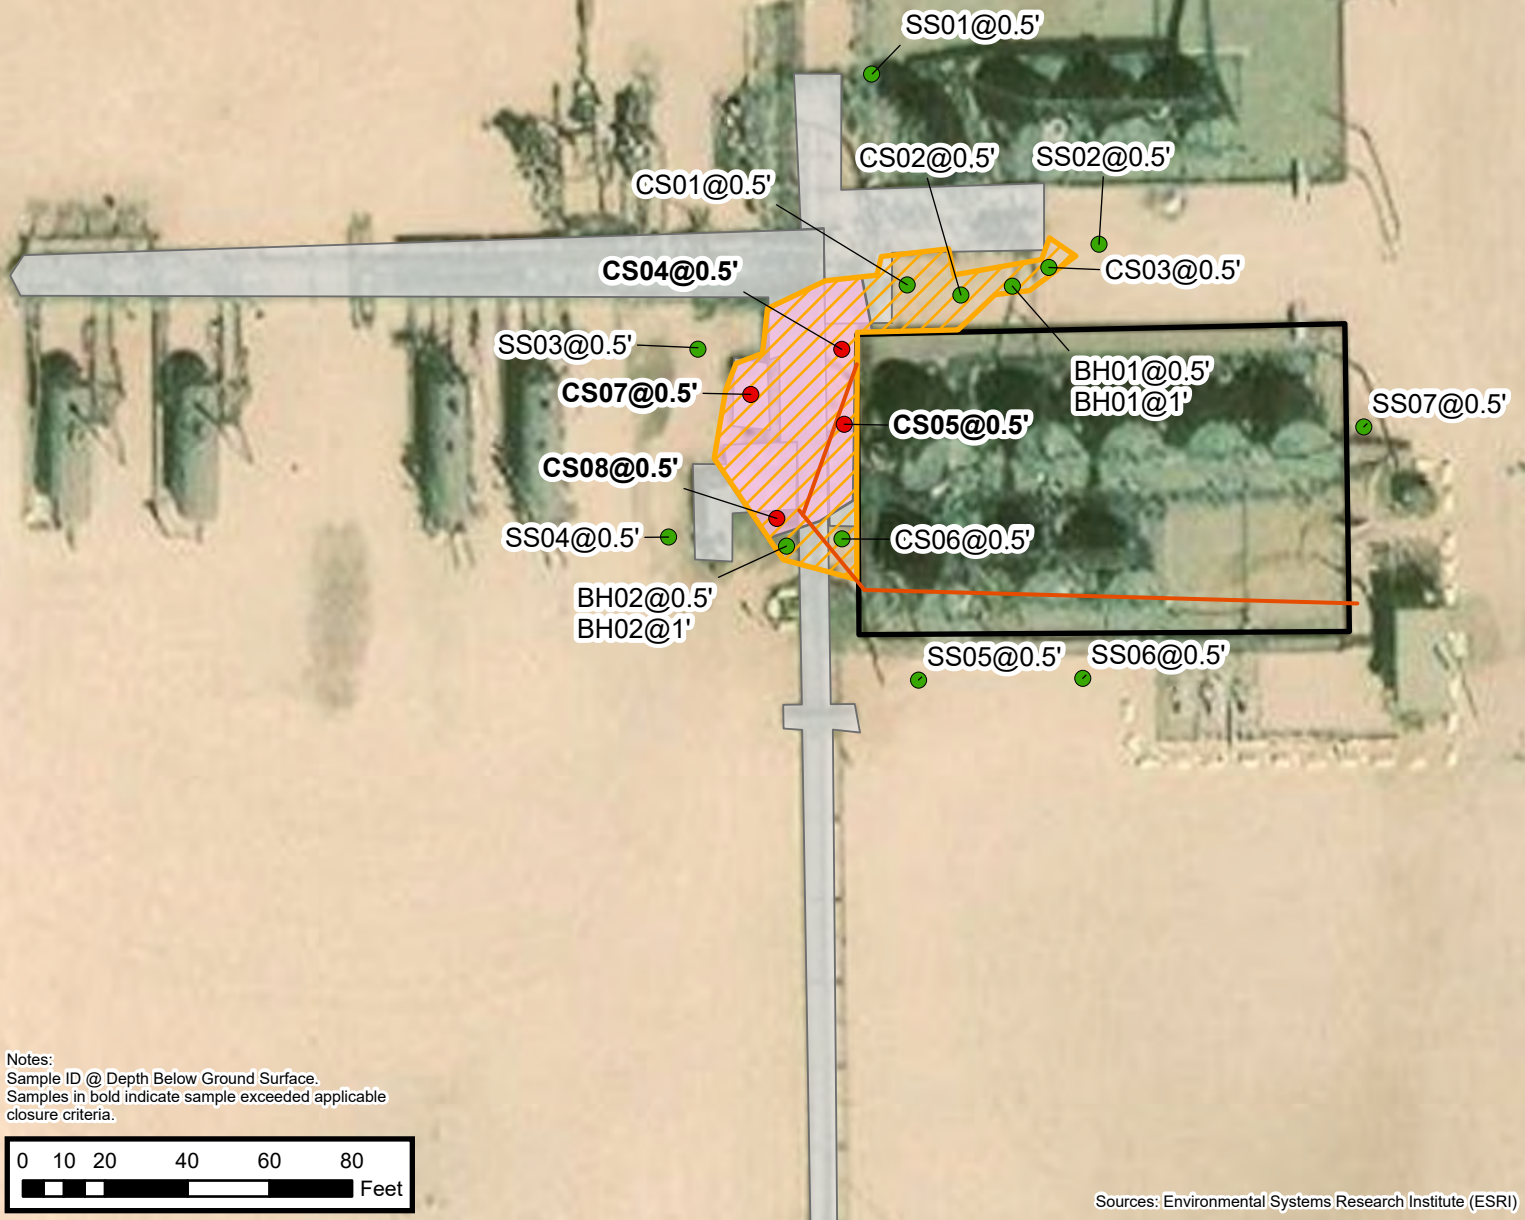 SS01@0.5'
CS02@0.5'
SS02@0.5'
CS01@0.5'
CS04@0.5'
CS03@0.5'
SS03@0.5'
BH01@0.5'
BH01@1'
CS07@0.5'
SS07@0.5'
CS05@0.5'
CS08@0.5'
SS04@0.5'
CS06@0.5'
BH02@0.5'
BH02@1'
SS05@0.5'
SS06@0.5'
Notes:
Sample ID @ Depth Below Ground Surface.
Samples in bold indicate sample exceeded applicable
closure criteria.
0 10 20 40 60 80
Feet
Sources: Environmental Systems Research Institute (ESRI)